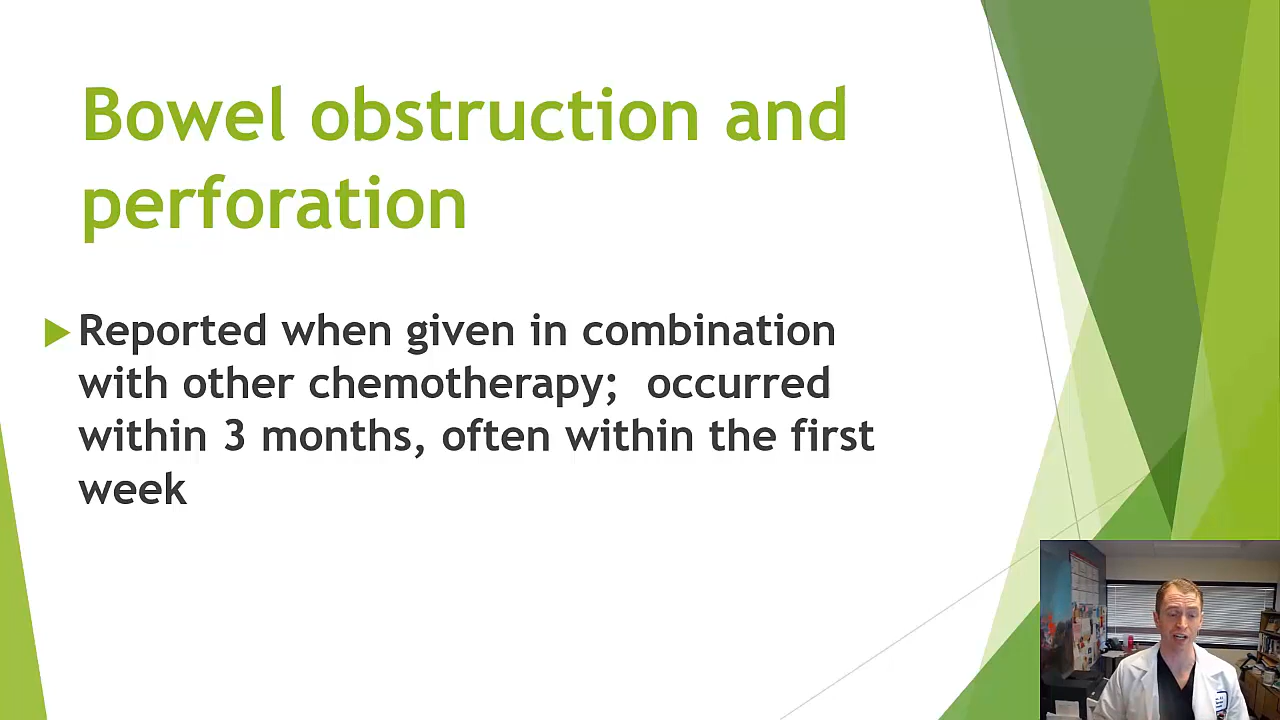 Bowel obstruction and
perforation
Reported when given in combination
with other chemotherapy; occurred
within 3 months, often within the first
week